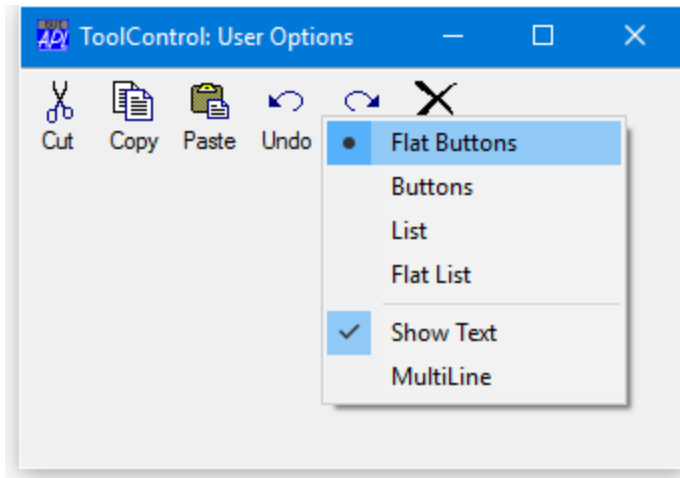 ToolControl: User Options
Cut Copy Paste Undo
Flat Buttons
Buttons
List
Flat List
Show Text
MultiLine